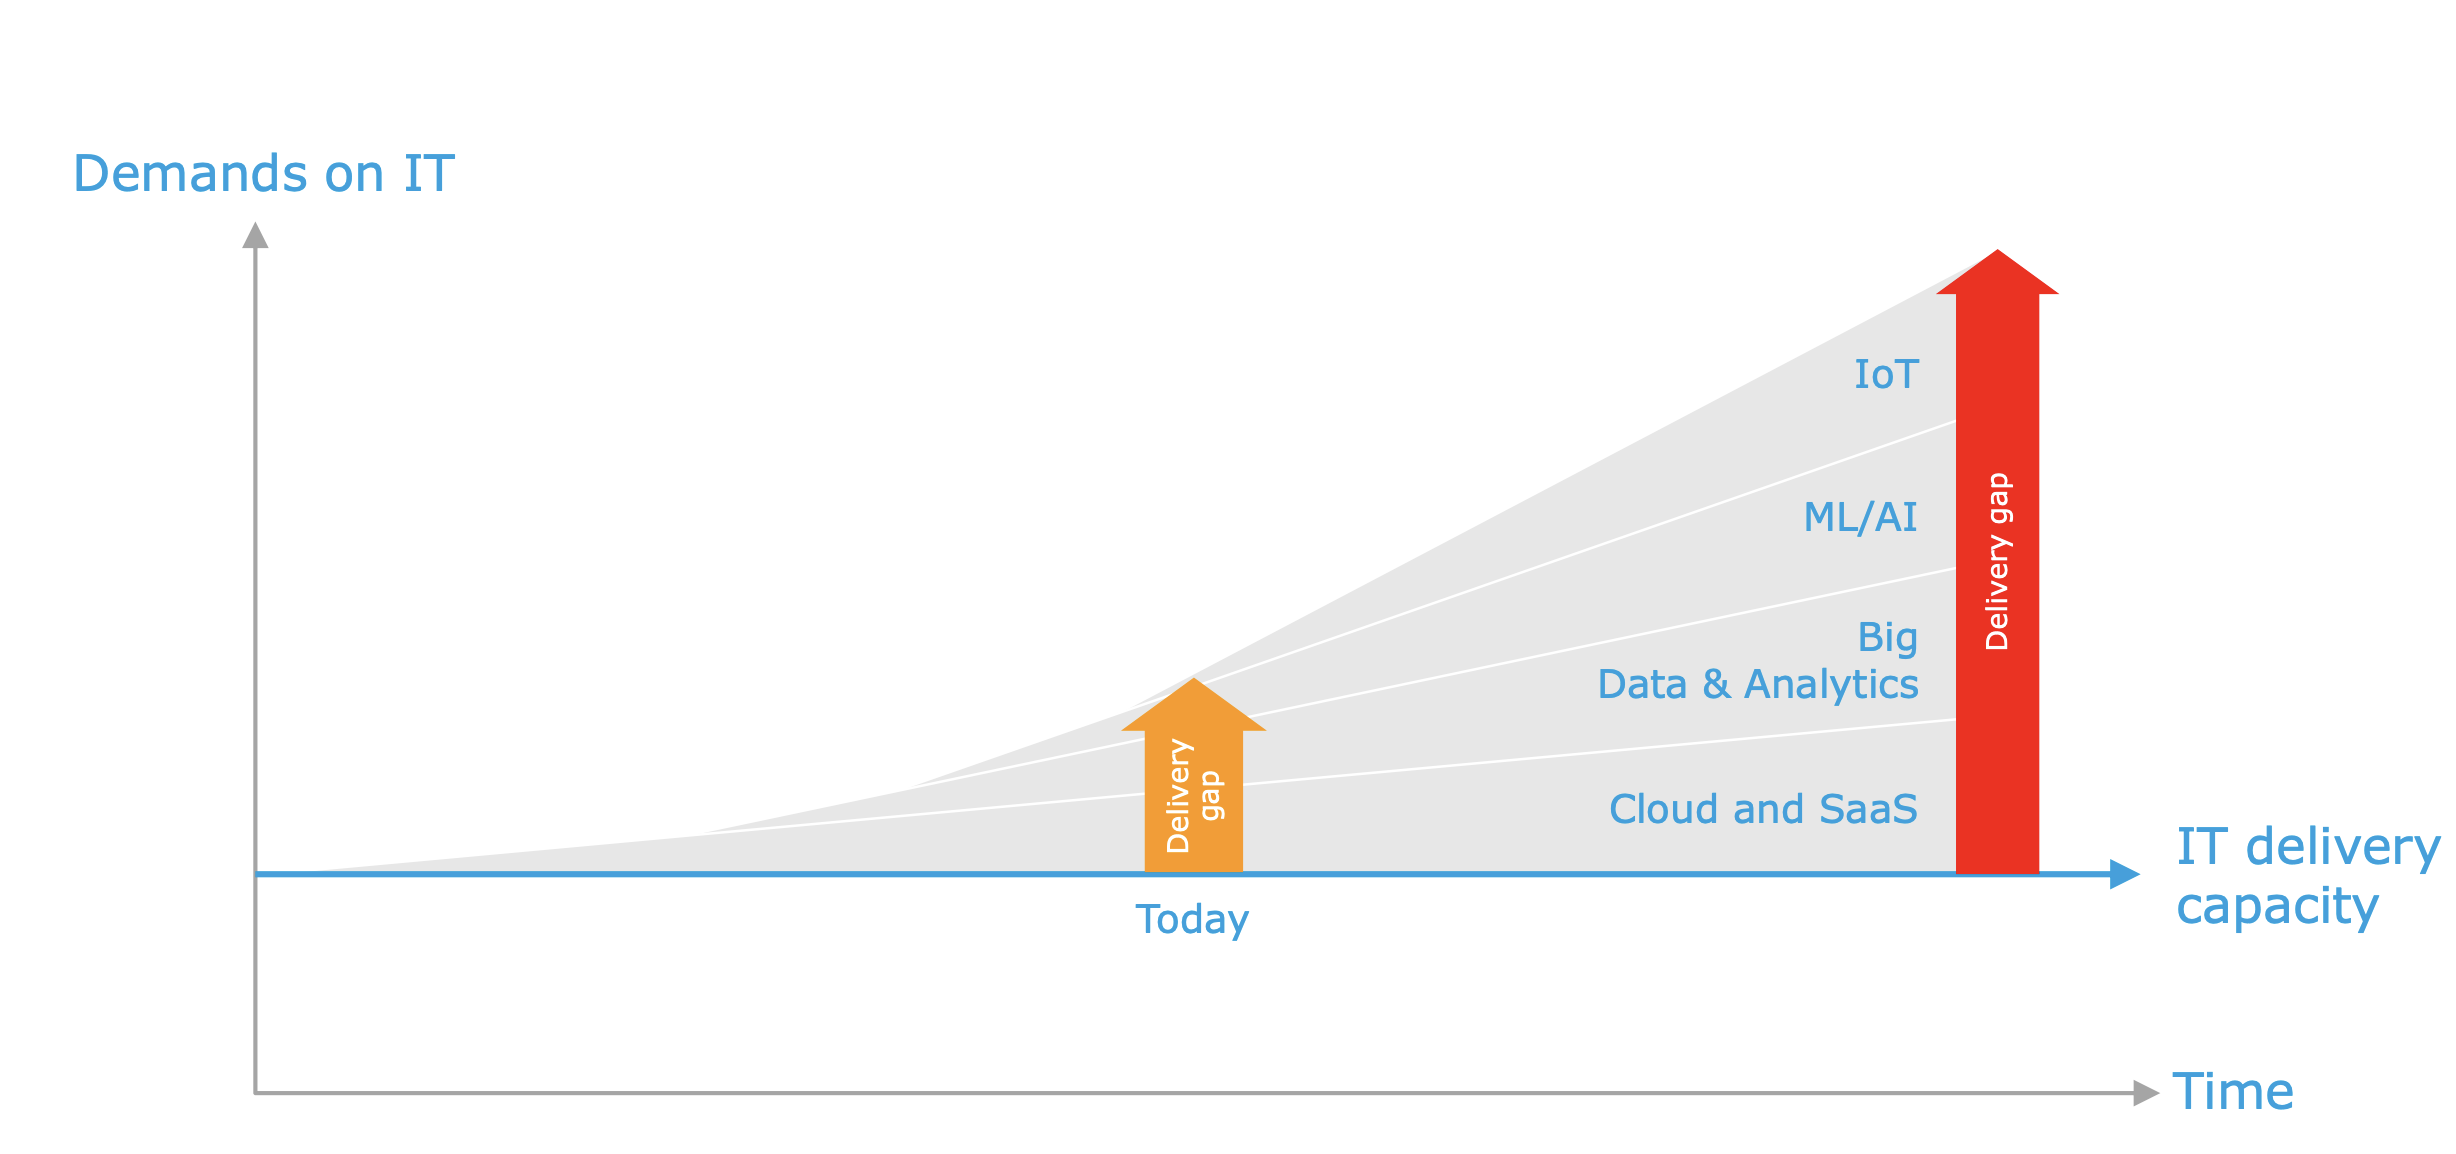 Demands on IT
IoT
ML/AI
Big
Data & Analytics
Cloud and SaaS
Delivery gap
Delivery
gap
Today
IT delivery
capacity
Time